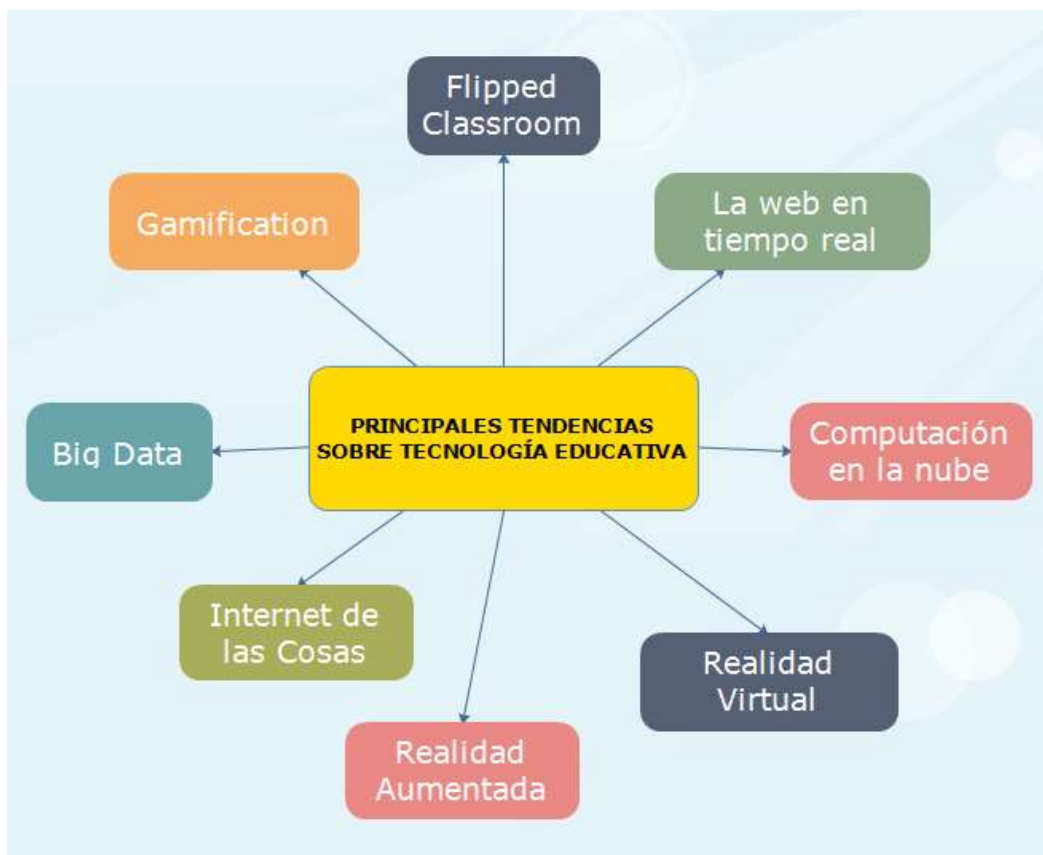 Flipped
Classroom
Gamification
La web en
tiempo real
PRINCIPALES TENDENCIAS
SOBRE TECNOLOGÍA EDUCATIVA
Big Data
Computación
en la nube
Internet de
las Cosas
Realidad
Virtual
Realidad
Aumentada